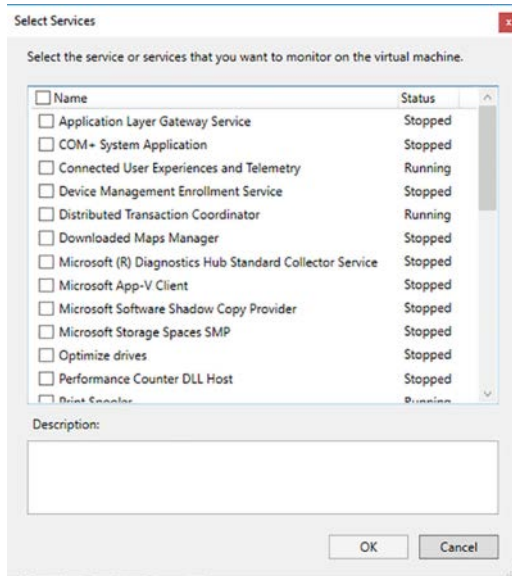 Select Services
x
Select the service or services that you want to monitor on the virtual machine.
Name Status
Application Layer Gateway Service Stopped
COM+ System Application Stopped
Connected User Experiences and Telemetry Running
Device Management Enrollment Service Stopped
Distributed Transaction Coordinator Running
Downloaded Maps Manager Stopped
Microsoft (R) Diagnostics Hub Standard Collector Service Stopped
Microsoft App-V Client Stopped
Microsoft Software Shadow Copy Provider Stopped
Microsoft Storage Spaces SMP Stopped
Optimize drives Stopped
Performance Counter DLL Host Stopped
Print Spooler Running
Description:
OK Cancel